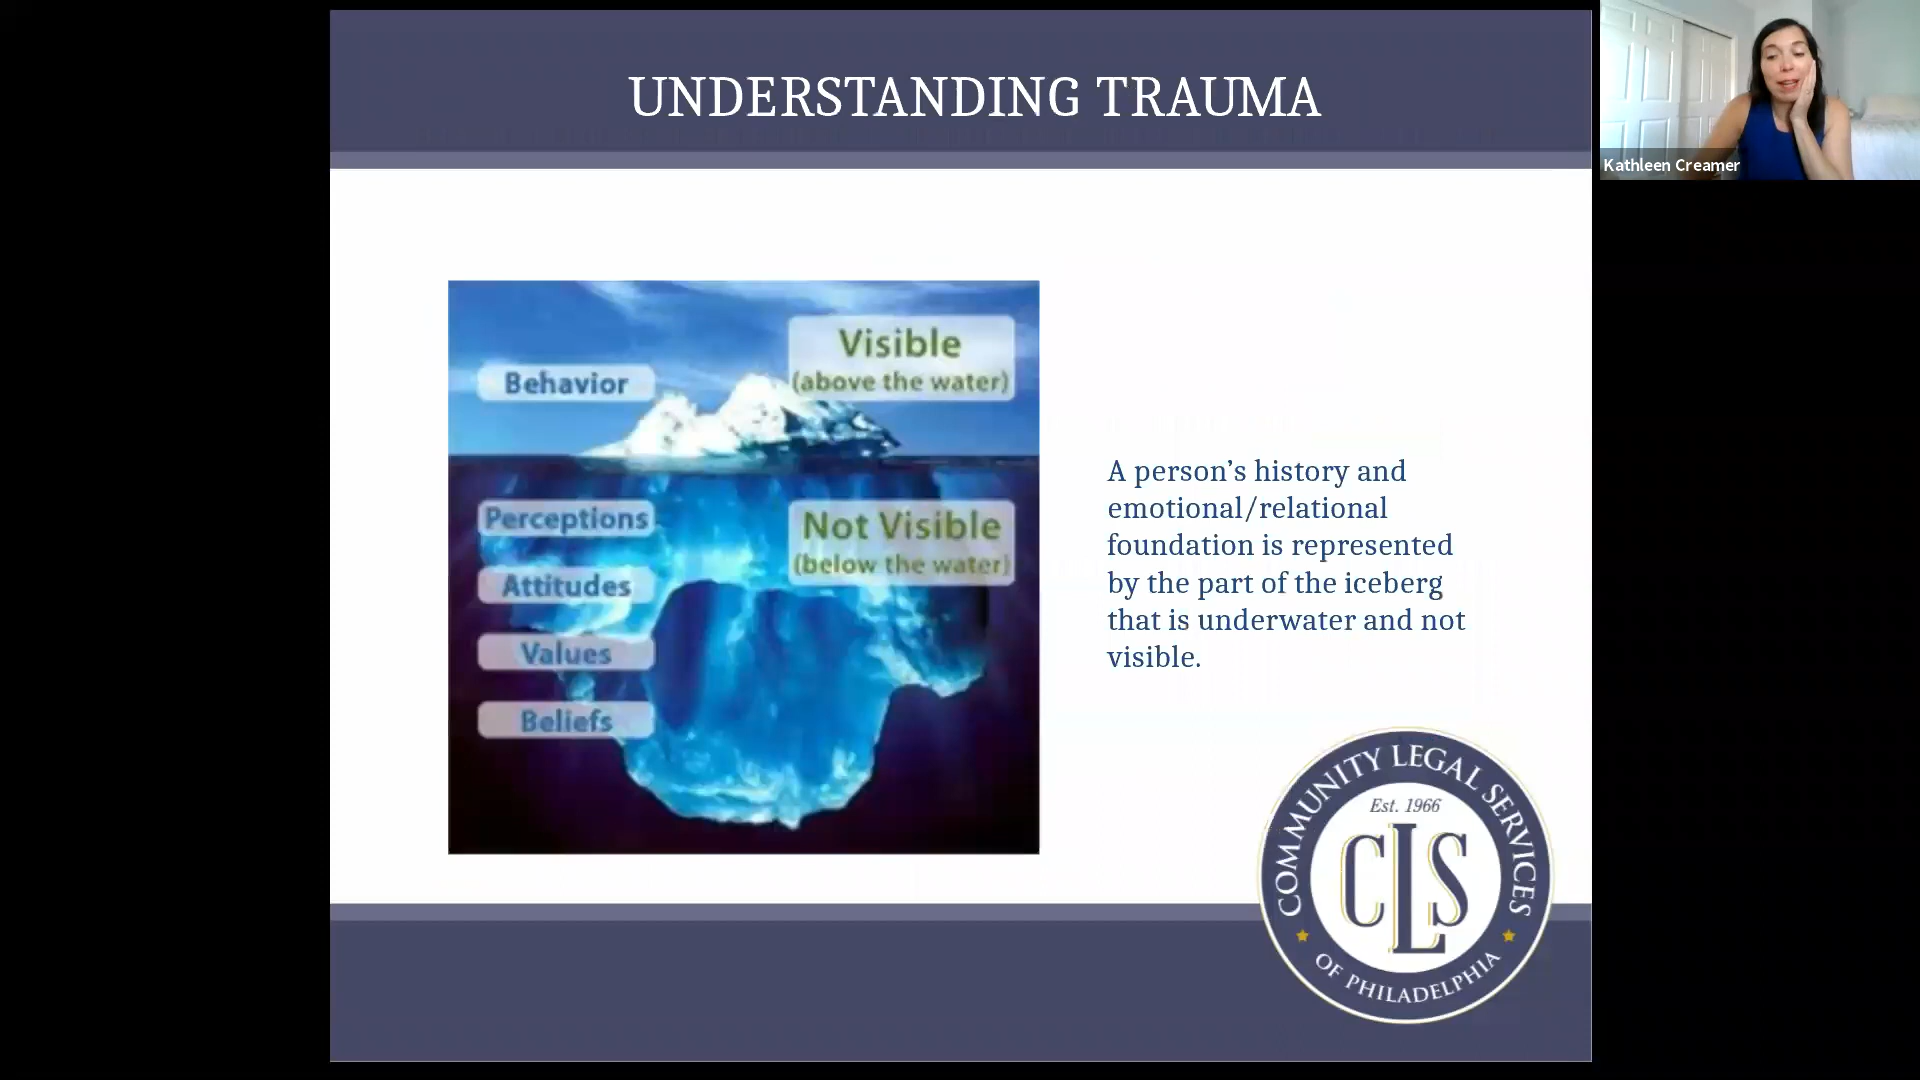 UNDERSTANDING TRAUMA
Kathleen Creamer
Visible
(above the water)
Behavior
Perceptions
Not Visible
(below the water)
Attitudes
Values
Beliefs
A person’s history and
emotional/relational
foundation is represented
by the part of the iceberg
that is underwater and not
visible.
COMMUNITY LEGAL SERVICES
Est. 1966
CLS
OF PHILADELPHIA